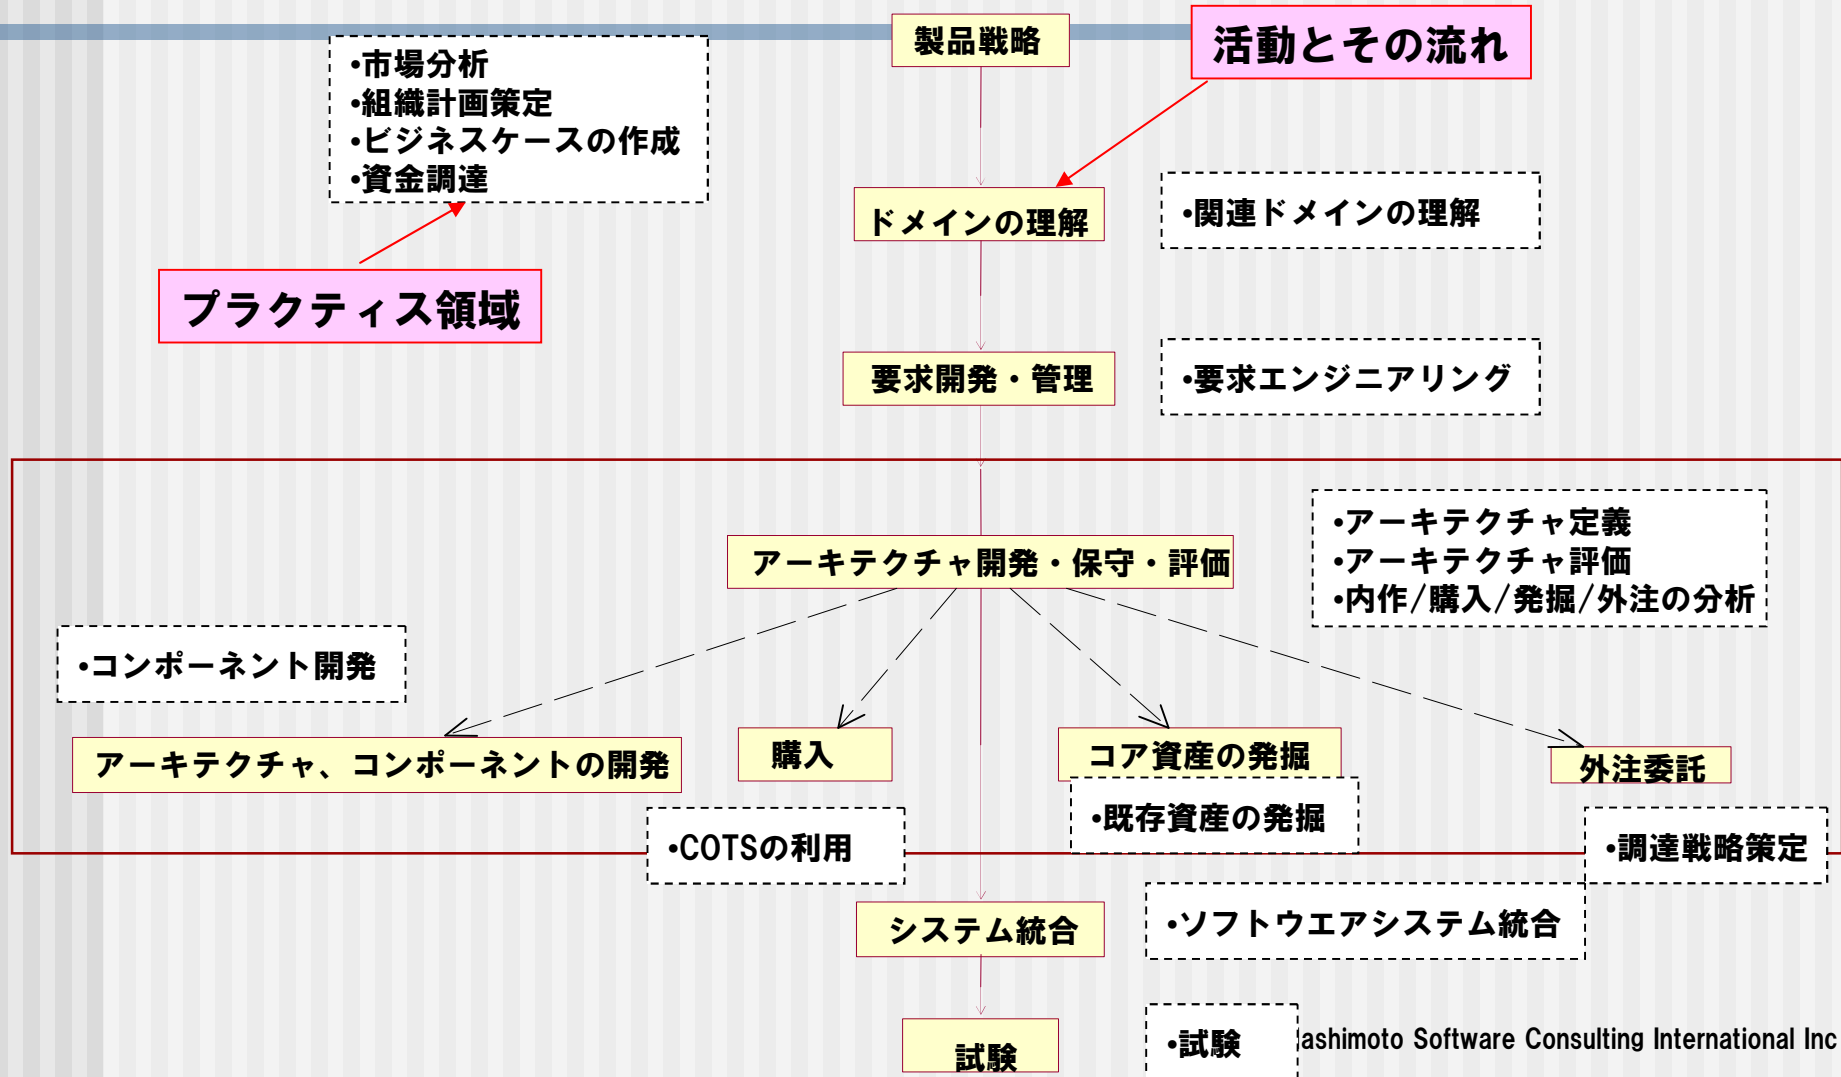 製品戦略
活動とその流れ
•市場分析
•組織計画策定
•ビジネスケースの作成
•資金調達
ドメインの理解
•関連ドメインの理解
プラクティス領域
要求開発・管理
•要求エンジニアリング
•アーキテクチャ定義
•アーキテクチャ評価
•内作/購入/発掘/外注の分析
アーキテクチャ開発・保守・評価
•コンポーネント開発
アーキテクチャ、コンポーネントの開発
購入
コア資産の発掘
外注委託
•COTSの利用
•既存資産の発掘
•調達戦略策定
システム統合
•ソフトウエアシステム統合
試験
•試験
ashimoto Software Consulting International Inc